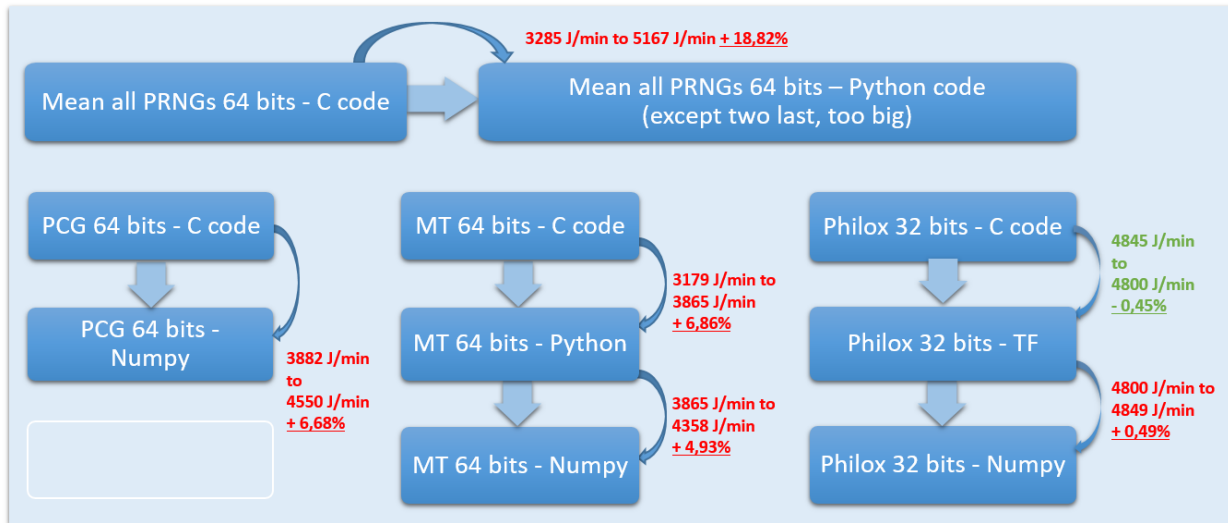 3285 J/min to 5167 J/min + 18,82%
Mean all PRNGs 64 bits - C code
Mean all PRNGs 64 bits – Python code
(except two last, too big)
PCG 64 bits - C code
PCG 64 bits -
Numpy
3882 J/min
to
4550 J/min
+ 6,68%
MT 64 bits - C code
3179 J/min to
3865 J/min
+ 6,86%
MT 64 bits - Python
3865 J/min to
4358 J/min
+ 4,93%
MT 64 bits - Numpy
Philox 32 bits - C code
4845 J/min
to
4800 J/min
- 0,45%
Philox 32 bits - TF
4800 J/min to
4849 J/min
+ 0,49%
Philox 32 bits - Numpy